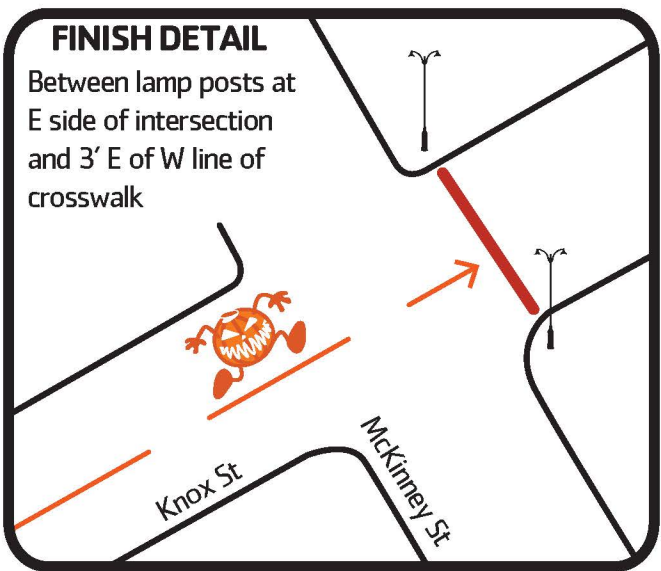 FINISH DETAIL
Between lamp posts at
E side of intersection
and 3' E of W line of
crosswalk
Knox St
McKinney St